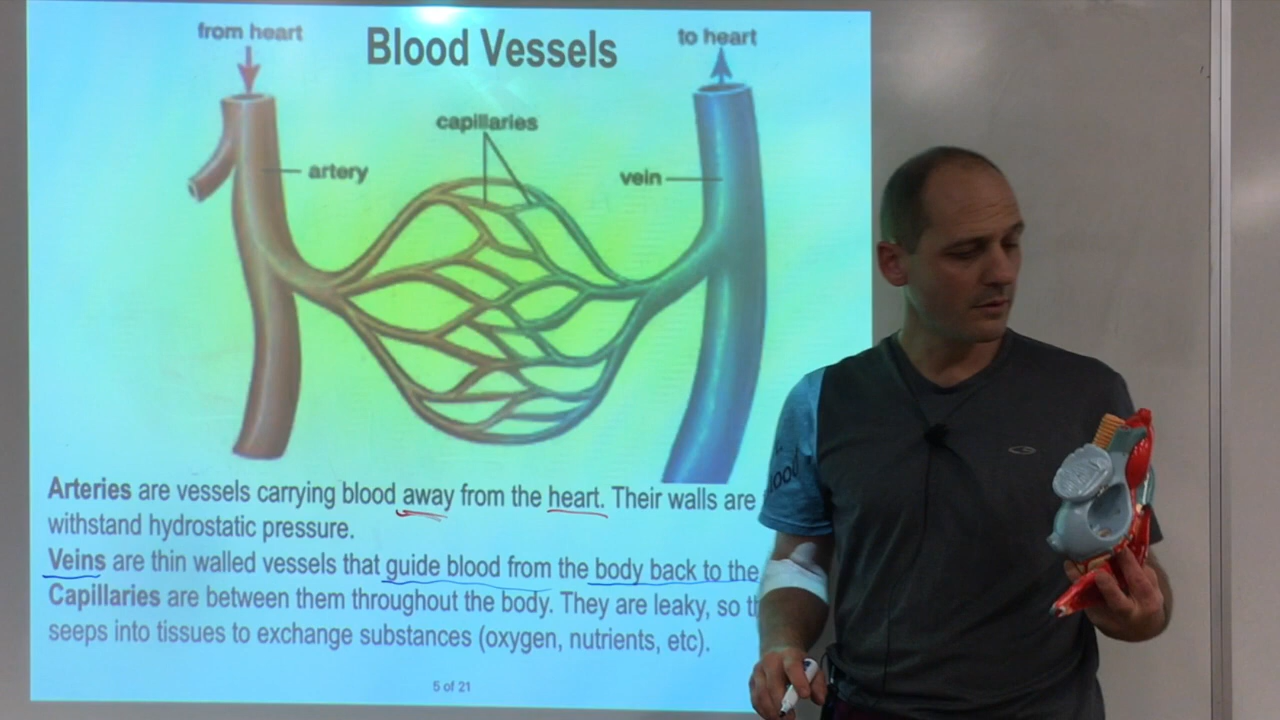 from heart
Blood Vessels
to heart
capillaries
artery
vein
Arteries are vessels carrying blood away from the heart. Their walls are
withstand hydrostatic pressure.
Veins are thin walled vessels that guide blood from the body back to the
Capillaries are between them throughout the body. They are leaky, so
seeps into tissues to exchange substances (oxygen, nutrients, etc).
5 of 21